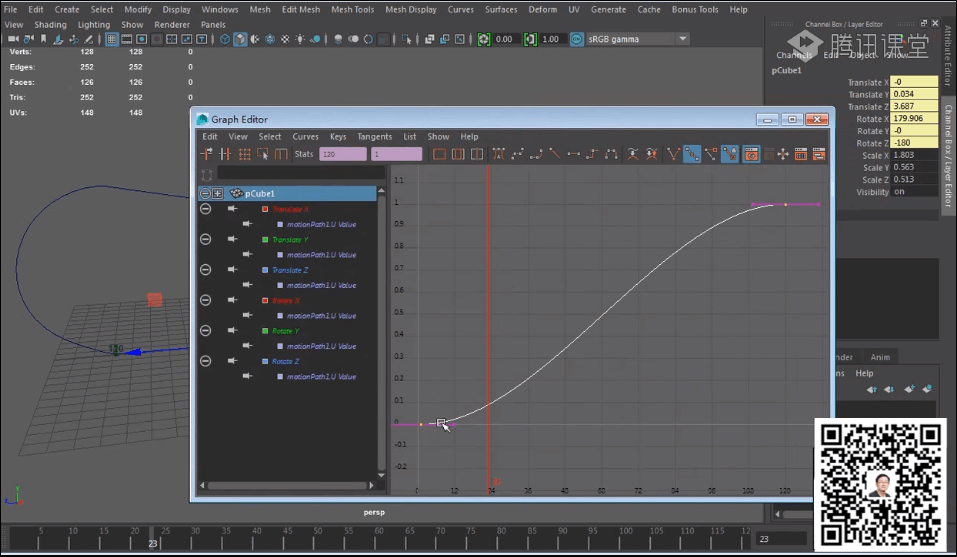 File Edit Create Select Modify Display Windows Mesh Edit Mesh Mesh Tools Mesh Display Curves Surfaces Deform UV Generate Cache Bonus Tools Help
View Shading Lighting Show Renderer Panels
Channel Box / Layer Editor
0.00 1.00 sRGB gamma
腾讯课堂
Verts: 128 128 0
Edges: 252 252 0
Faces: 126 126 0
Tris: 252 252 0
UVs: 148 148 0
Channels Edit Object Show
pCube1
Translate X -0
Translate Y 0.034
Translate Z 3.687
Rotate X 179.906
Rotate Y -0
Rotate Z -180
Scale X 1.803
Scale Y 0.563
Scale Z 0.513
Visibility on
Attribute Editor
Channel Box / Layer Editor
Graph Editor
Edit View Select Curves Keys Tangents List Show Help
Stats 120 1
pCube1
Translate X
motionPath1.U Value
Translate Y
motionPath1.U Value
Translate Z
motionPath1.U Value
Rotate X
motionPath1.U Value
Rotate Y
motionPath1.U Value
Rotate Z
motionPath1.U Value
1.1
1
0.9
0.8
0.7
0.6
0.5
0.4
0.3
0.2
0.1
0
-0.1
-0.2
0 12 24 36 48 60 72 84 96 108 120
120
Anim
Help
persp
5 10 15 20 23 25 30 35 40 45 50 55 60 65 70 75 80 85 90 95 100 105 110 115
23